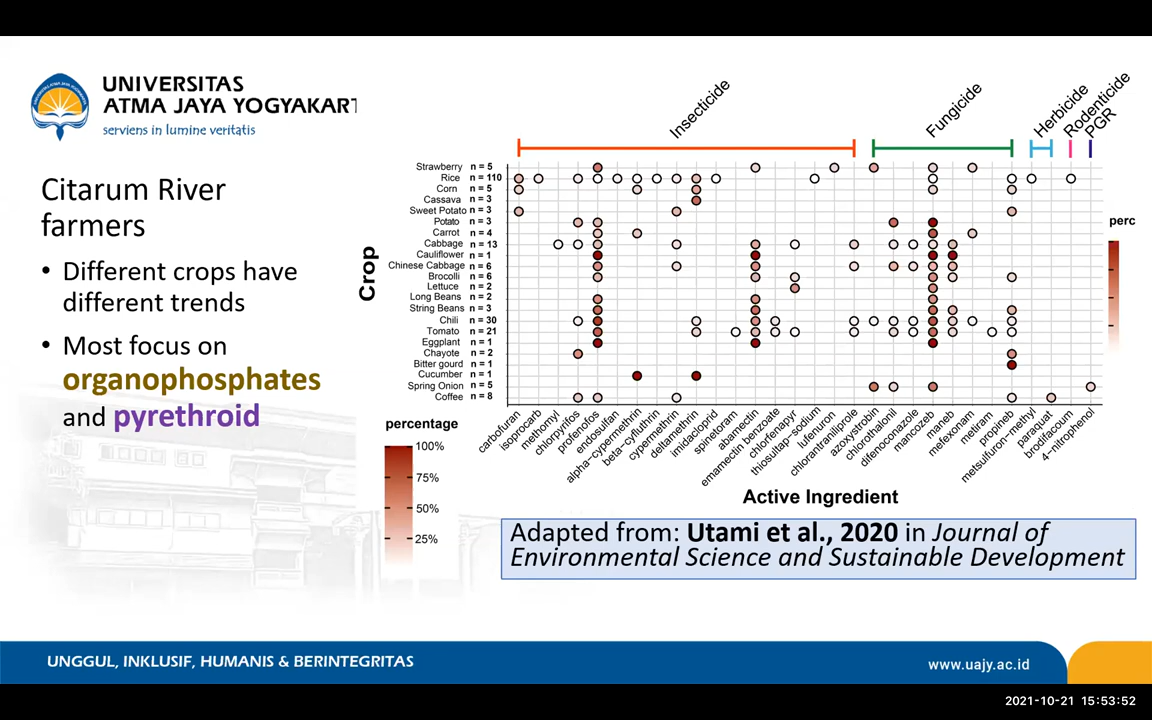 UNIVERSITAS
ATMA JAYA YOGYAKART
serviens in lumine veritatis
Citarum River
farmers
• Different crops have
different trends
• Most focus on
organophosphates
and pyrethroid
Insecticide
Fungicide
Herbicide
Rodenticide
PGR
Crop
Strawberry n = 5
Rice n = 110
Corn n = 5
Cassava n = 3
Sweet Potato n = 3
Potato n = 3
Carrot n = 4
Cabbage n = 13
Cauliflower n = 1
Chinese Cabbage n = 6
Brocolli n = 6
Lettuce n = 2
Long Beans n = 2
String Beans n = 3
Chili n = 30
Tomato n = 21
Eggplant n = 1
Chayote n = 2
Bitter gourd n = 1
Cucumber n = 1
Spring Onion n = 5
Coffee n = 8
perc
carbofuran
isoprocarb
methomyl
chlorpyrifos
profenofos
endosulfan
alpha-cypermethrin
beta-cyfluthrin
cypermethrin
deltamethrin
imidacloprid
spinetoram
abamectin
emamectin benzoate
chlorfenapyr
thiosultap-sodium
lufenuron
chlorantraniliprole
azoxystrobin
chlorothalonil
difenoconazole
mancozeb
maneb
mefenoxam
metiram
propineb
metsulfuron-methyl
paraquat
brodifacoum
4-nitrophenol
Active Ingredient
percentage
100%
75%
50%
25%
Adapted from: Utami et al., 2020 in Journal of
Environmental Science and Sustainable Development
UNGGUL, INKLUSIF, HUMANIS & BERINTEGRITAS
www.uajy.ac.id
2021-10-21 15:53:52